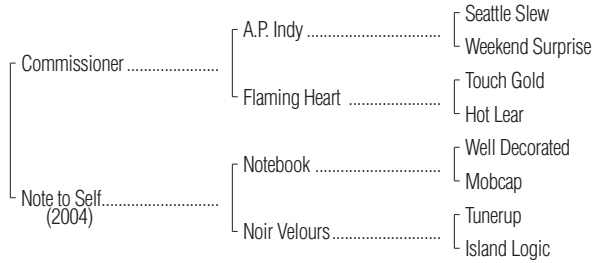 Seattle Slew
A.P. Indy ..............................
Weekend Surprise
Commissioner .....................
Touch Gold
Flaming Heart .....................
Hot Lear
Well Decorated
Notebook .............................
Mobcap
Note to Self...........................
(2004)
Tunerup
Noir Velours.........................
Island Logic